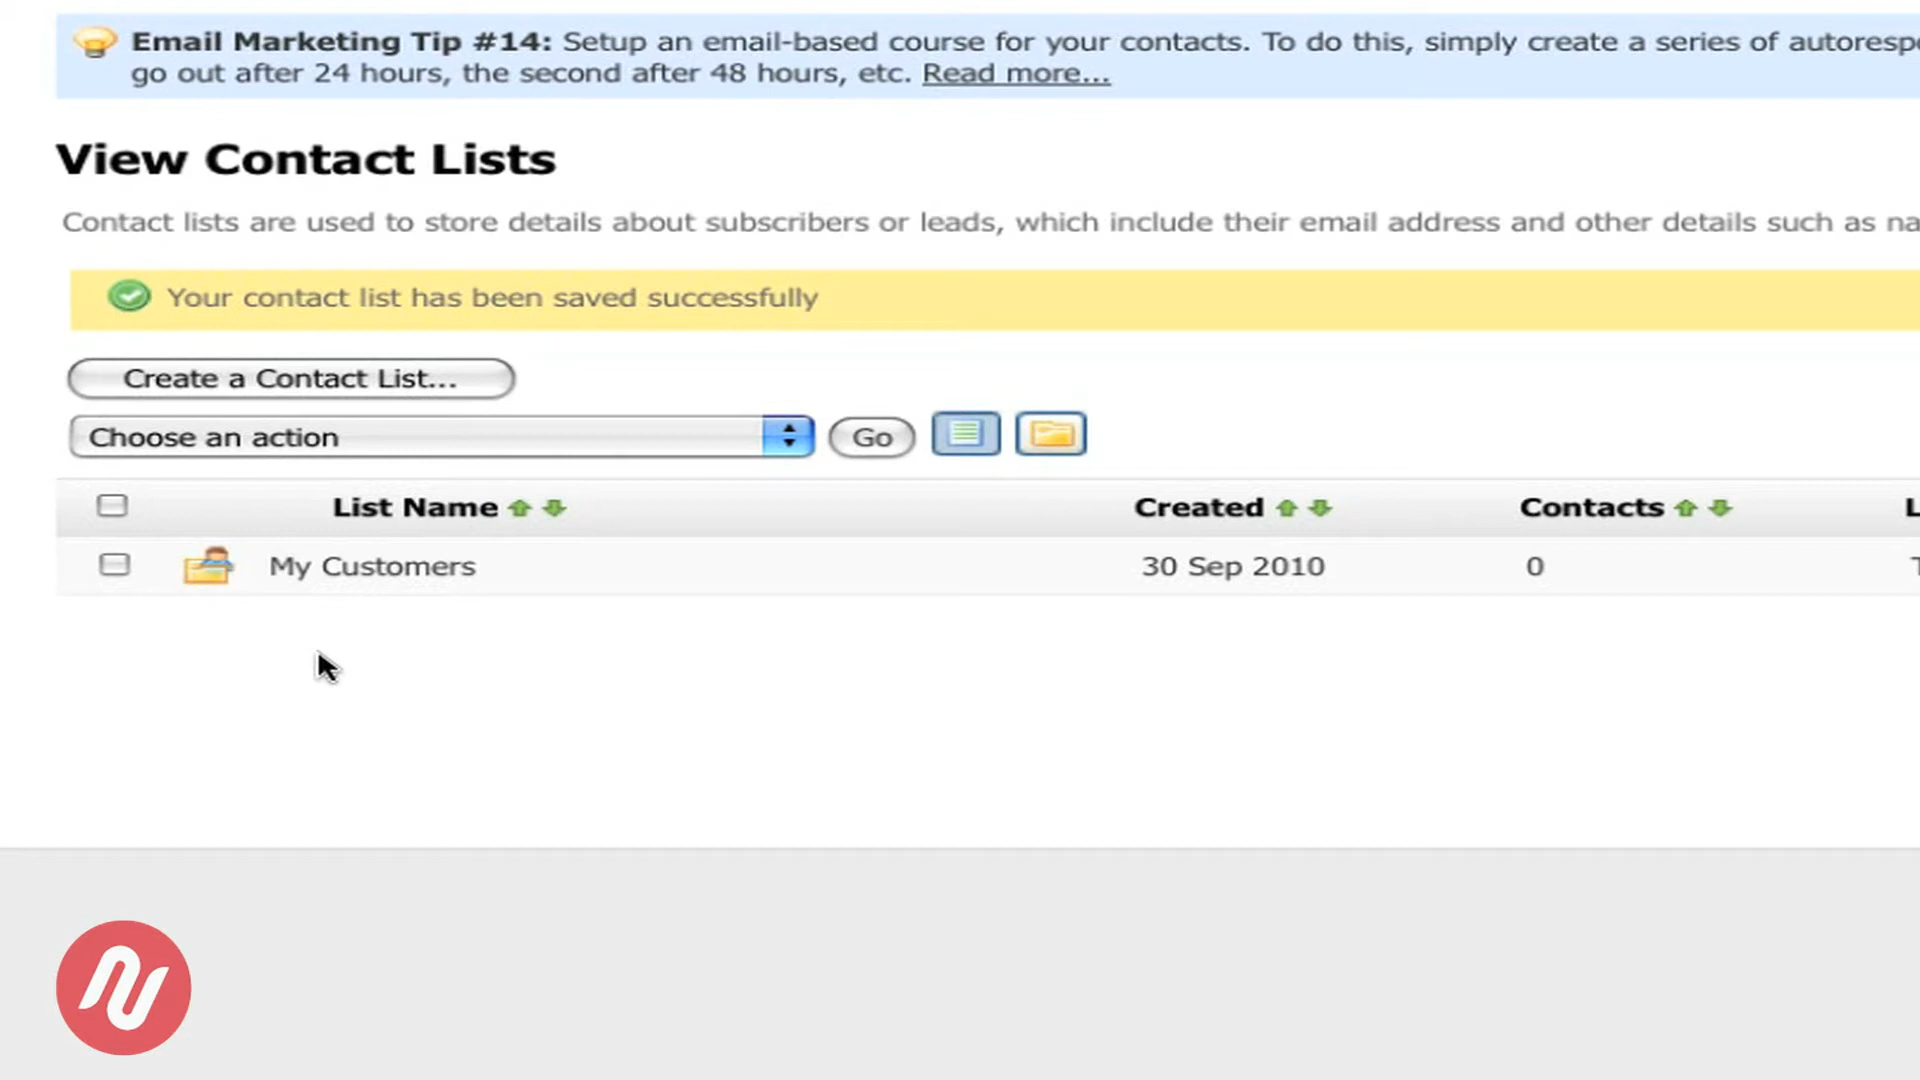 Email Marketing Tip #14: Setup an email-based course for your contacts. To do this, simply create a series of
go out after 24 hours, the second after 48 hours, etc. Read more...
View Contact Lists
Contact lists are used to store details about subscribers or leads, which include their email address and other details such as
Your contact list has been saved successfully
Create a Contact List...
Choose an action Go
List Name Created Contacts
My Customers 30 Sep 2010 0